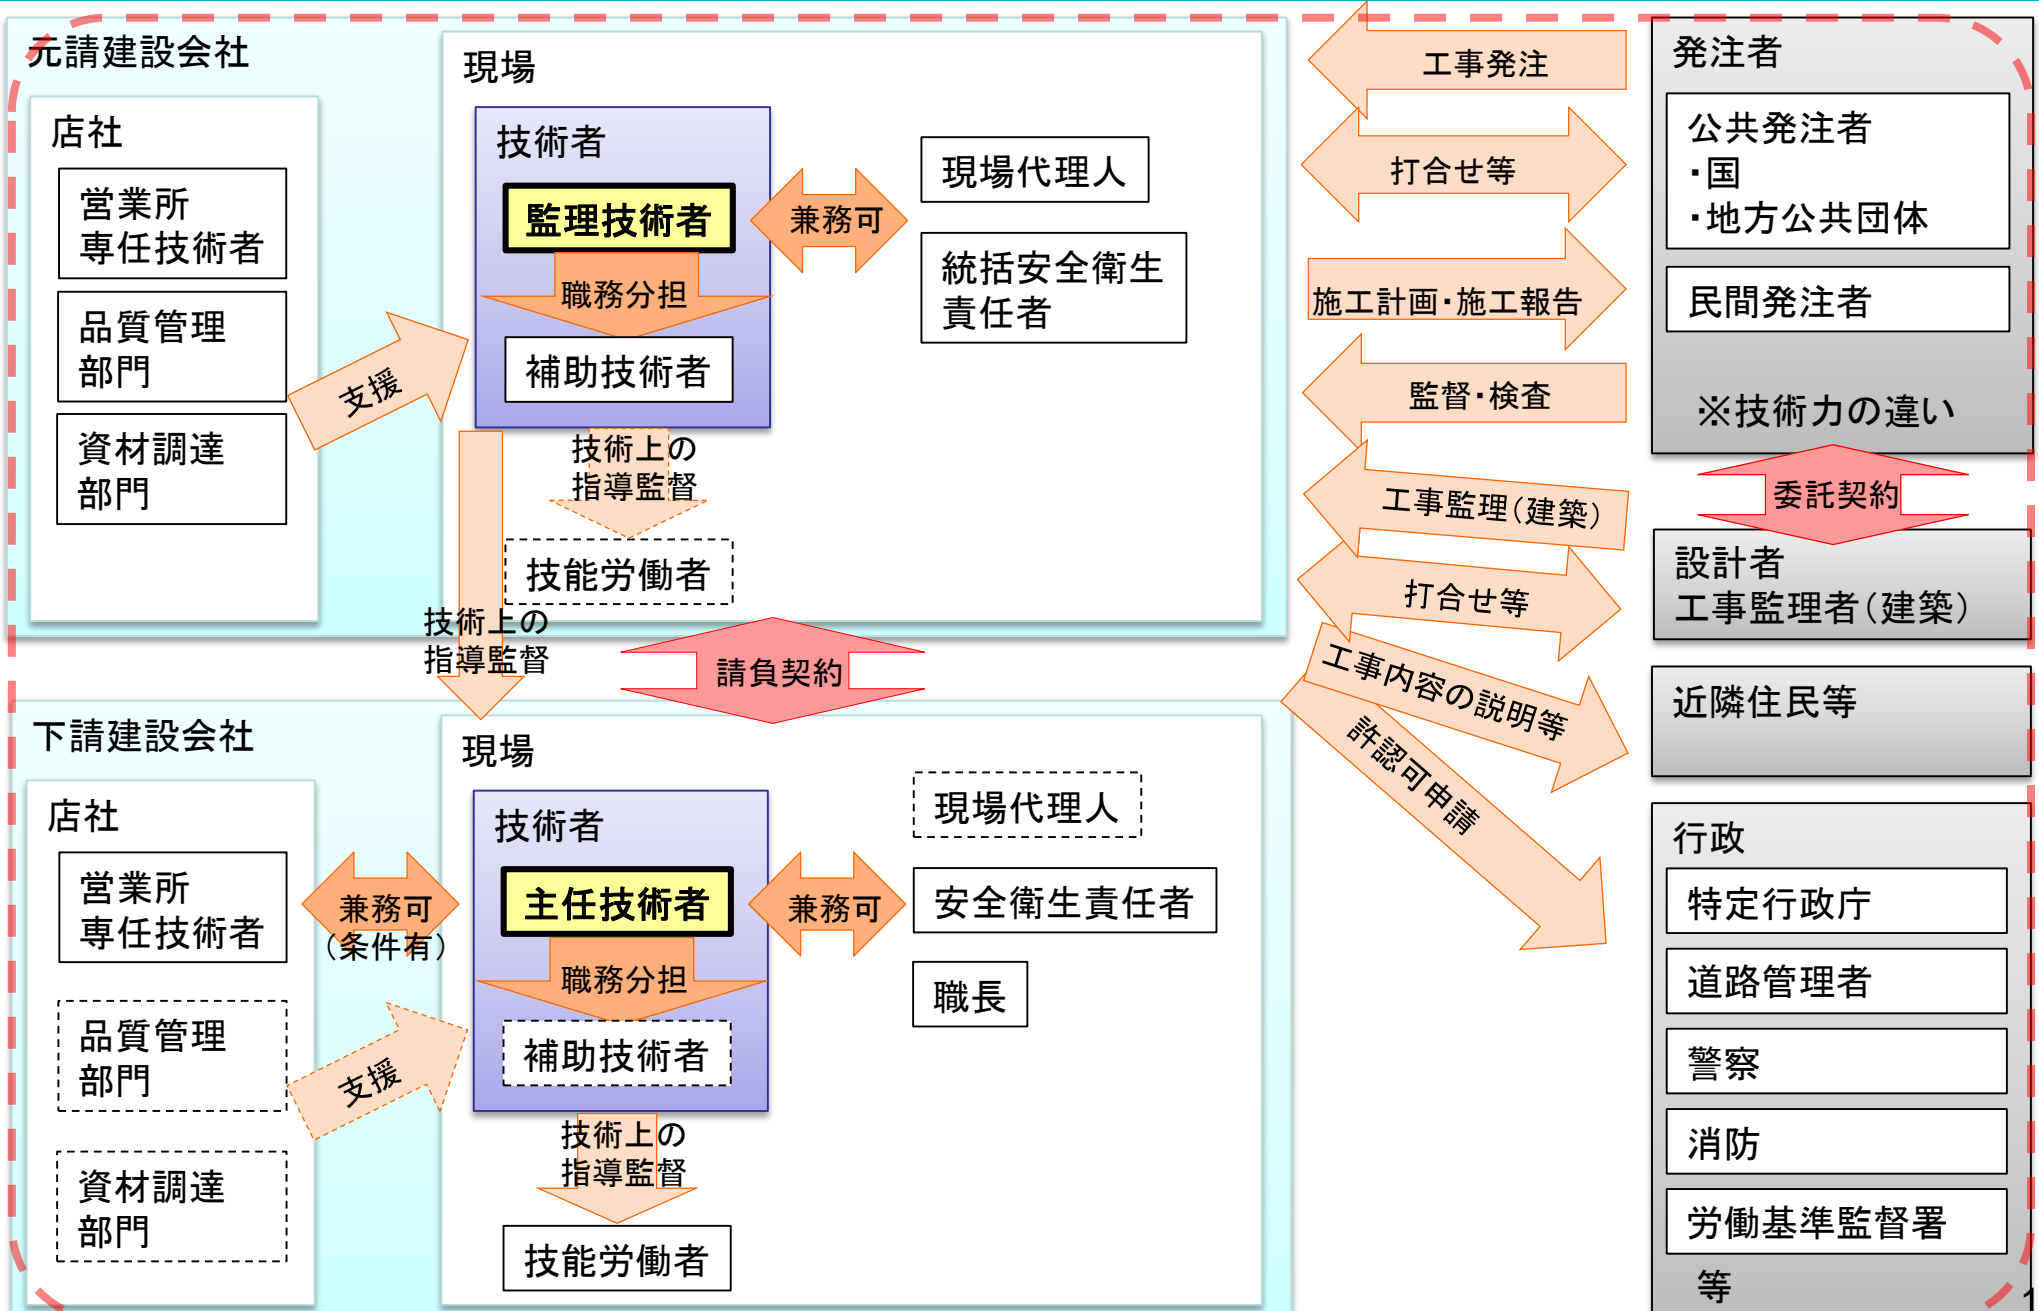 元請建設会社
店社
営業所
専任技術者
品質管理
部門
資材調達
部門
支援
現場
技術者
監理技術者
職務分担
補助技術者
兼務可
現場代理人
統括安全衛生
責任者
技術上の
指導監督
技能労働者
技術上の
指導監督
請負契約
下請建設会社
店社
営業所
専任技術者
品質管理
部門
資材調達
部門
兼務可
（条件有）
支援
現場
技術者
主任技術者
職務分担
補助技術者
兼務可
現場代理人
安全衛生責任者
職長
技術上の
指導監督
技能労働者
工事発注
打合せ等
施工計画・施工報告
監督・検査
工事監理（建築）
打合せ等
工事内容の説明等
許認可申請
発注者
公共発注者
・国
・地方公共団体
民間発注者
※技術力の違い
委託契約
設計者
工事監理者（建築）
近隣住民等
行政
特定行政庁
道路管理者
警察
消防
労働基準監督署
等